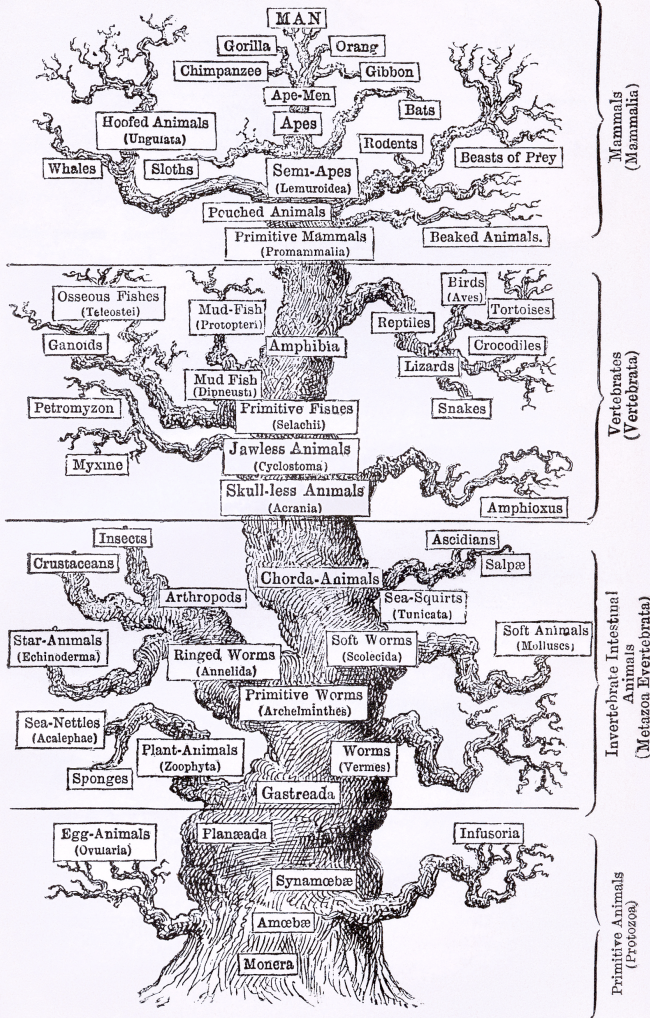 MAN
Gorilla
Orang
Chimpanzee
Gibbon
Ape-Men
Bats
Hoofed Animals
(Ungulata)
Apes
Rodents
Beasts of Prey
Whales
Sloths
Semi-Apes
(Lemuroidea)
Pouched Animals
Primitive Mammals
(Promammalia)
Beaked Animals.
Mammals
(Mammalia)
Osseous Fishes
(Teleostei)
Mud-Fish
(Protopteri)
Birds
(Aves)
Tortoises
Reptiles
Ganoids
Amphibia
Crocodiles
Lizards
Mud Fish
(Dipneusti)
Petromyzon
Primitive Fishes
(Selachii)
Snakes
Jawless Animals
(Cyclostoma)
Myxine
Skull-less Animals
(Acrania)
Amphioxus
Vertebrates
(Vertebrata)
Insects
Ascidians
Crustaceans
Salpæ
Chorda-Animals
Arthropods
Sea-Squirts
(Tunicata)
Star-Animals
(Echinoderma)
Ringed Worms
(Annelida)
Soft Worms
(Scolecida)
Soft Animals
(Molluscs)
Primitive Worms
(Archelminthes)
Sea-Nettles
(Acalephae)
Plant-Animals
(Zoophyta)
Worms
(Vermes)
Sponges
Gastreada
Invertebrate Intestinal
Animals
(Metazoa Evertebrata)
Egg-Animals
(Ovularia)
Planæada
Infusoria
Synamœbæ
Amœbæ
Monera
Primitive Animals
(Protozoa)